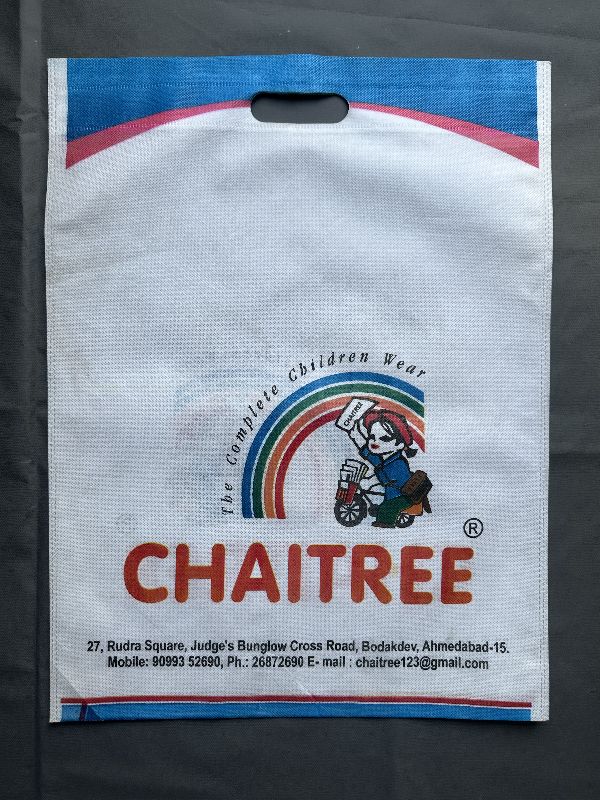 The Complete Children Wear
CHAITREE
®
CHAITREE
27, Rudra Square, Judge's Bunglow Cross Road, Bodakdev, Ahmedabad-15.
Mobile: 90993 52690, Ph.: 26872690 E- mail : chaitree123@gmail.com